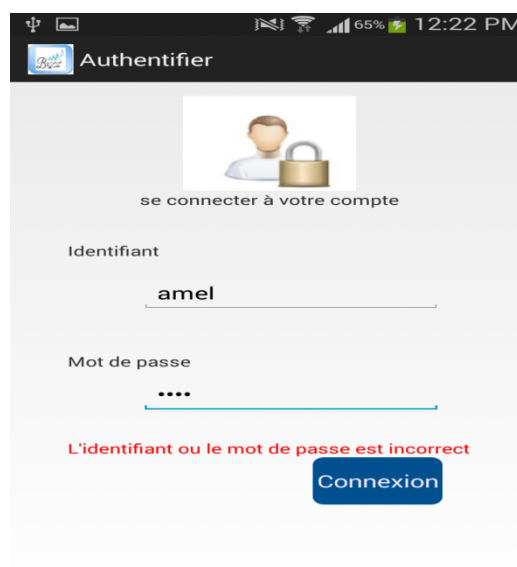 65% 12:22 PM
Buzz Authentifier
se connecter à votre compte
Identifiant
amel
Mot de passe
••••
L'identifiant ou le mot de passe est incorrect
Connexion